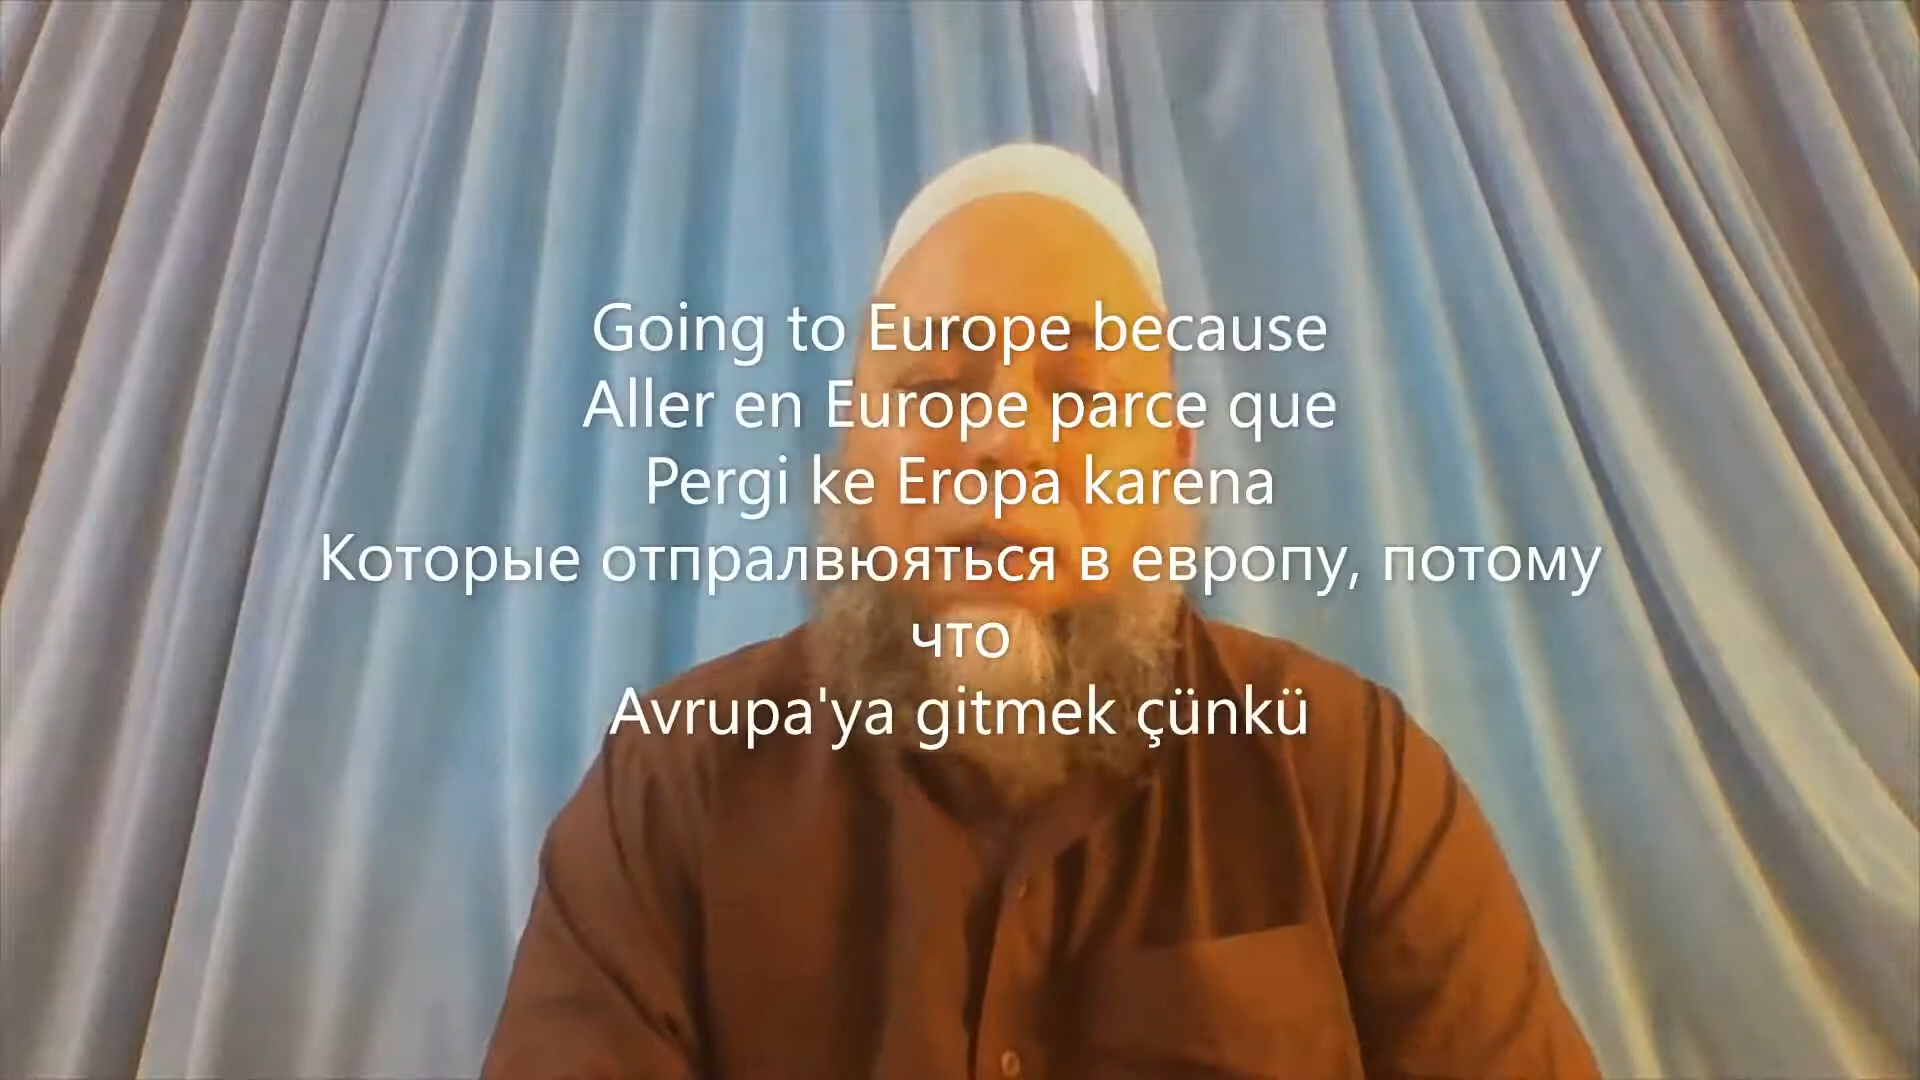 Going to Europe because
Aller en Europe parce que
Pergi ke Eropa karena
Которые отпралвюяться в европу, потому
что
Avrupa'ya gitmek çünkü